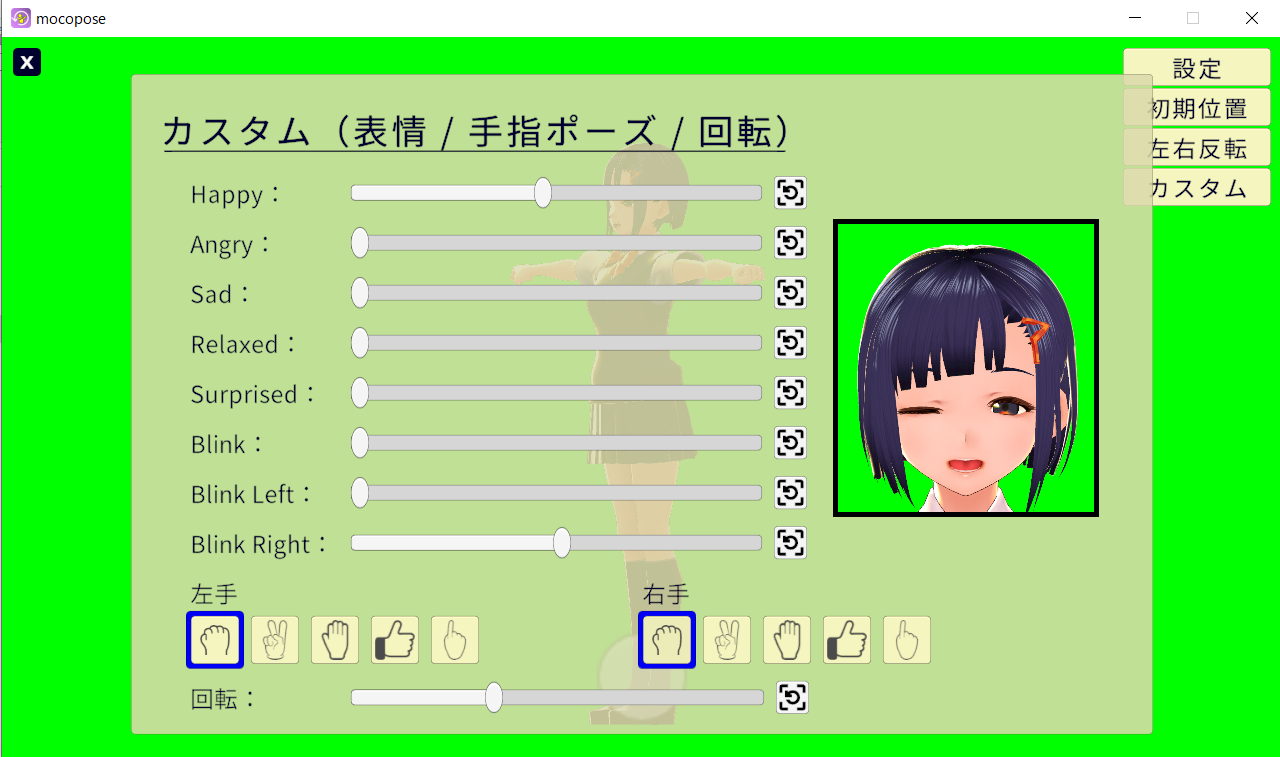 mocopose
X
設定
初期位置
左右反転
カスタム
カスタム（表情 / 手指ポーズ / 回転）
Happy：
Angry：
Sad：
Relaxed：
Surprised：
Blink：
Blink Left：
Blink Right：
左手 右手
回転：